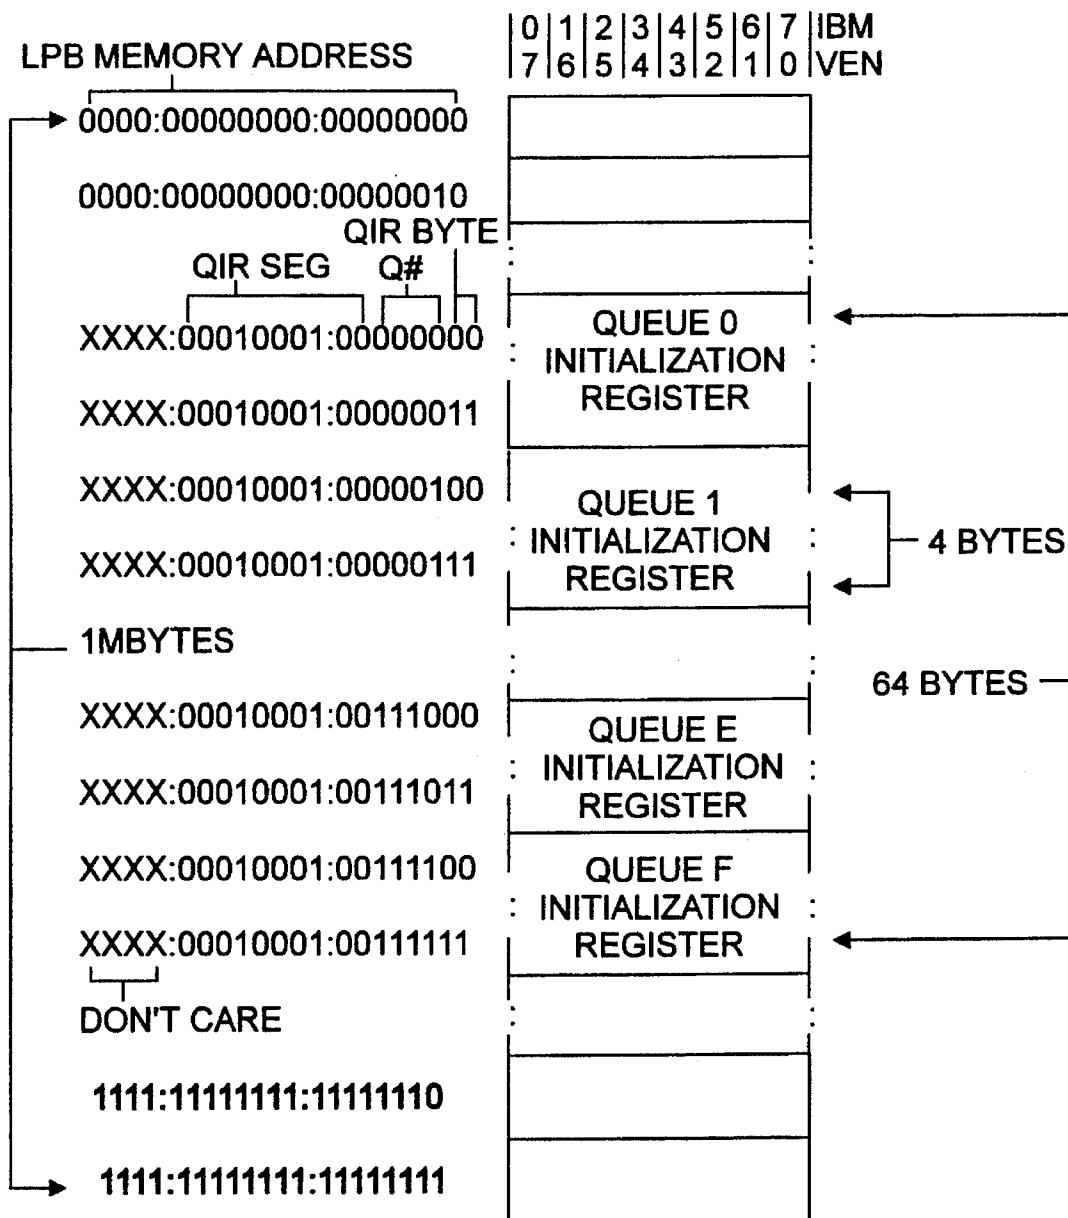 0 1 2 3 4 5 6 7 IBM
7 6 5 4 3 2 1 0 VEN
LPB MEMORY ADDRESS
0000:00000000:00000000
0000:00000000:00000010
QIR BYTE
QIR SEG Q#
XXXX:00010001:00000000
QUEUE 0
INITIALIZATION
REGISTER
XXXX:00010001:00000011
XXXX:00010001:00000100
QUEUE 1
INITIALIZATION
REGISTER
4 BYTES
XXXX:00010001:00000111
1MBYTES
64 BYTES
XXXX:00010001:00111000
QUEUE E
INITIALIZATION
REGISTER
XXXX:00010001:00111011
XXXX:00010001:00111100
QUEUE F
INITIALIZATION
REGISTER
XXXX:00010001:00111111
DON'T CARE
1111:11111111:11111110
1111:11111111:11111111